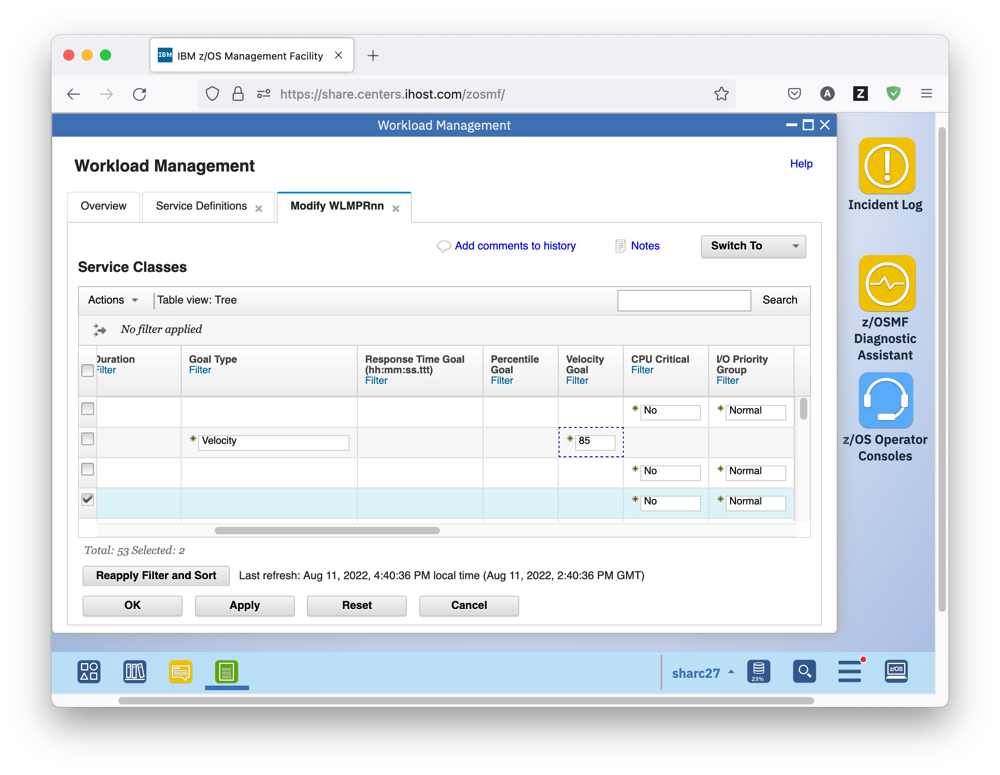 IBM IBM z/OS Management Facility
https://share.centers.ihost.com/zosmf/
A Z
Workload Management
Workload Management
Help
Overview
Service Definitions
Modify WLMPRnn
Add comments to history
Notes
Switch To
Service Classes
Actions
Table view: Tree
Search
No filter applied
Duration
Filter
Goal Type
Filter
Response Time Goal
(hh:mm:ss.ttt)
Filter
Percentile
Goal
Filter
Velocity
Goal
Filter
CPU Critical
Filter
I/O Priority
Group
Filter
No Normal
Velocity 85
No Normal
No Normal
Total: 53 Selected: 2
Reapply Filter and Sort
Last refresh: Aug 11, 2022, 4:40:36 PM local time (Aug 11, 2022, 2:40:36 PM GMT)
OK
Apply
Reset
Cancel
Incident Log
z/OSMF
Diagnostic
Assistant
z/OS Operator
Consoles
sharc27
23%
z/OS